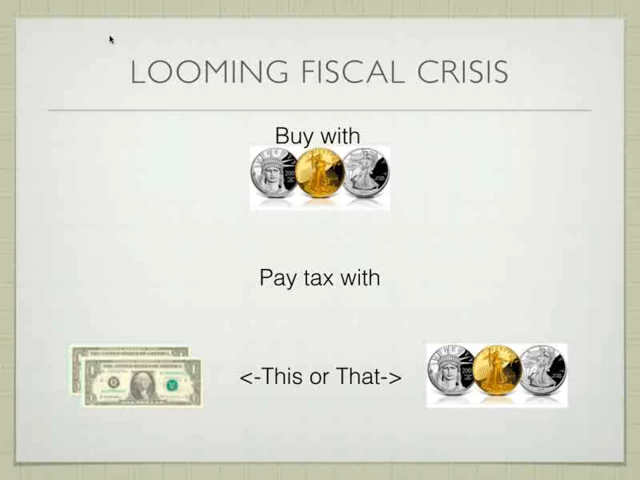 LOOMING FISCAL CRISIS
Buy with
Pay tax with
<-This or That->